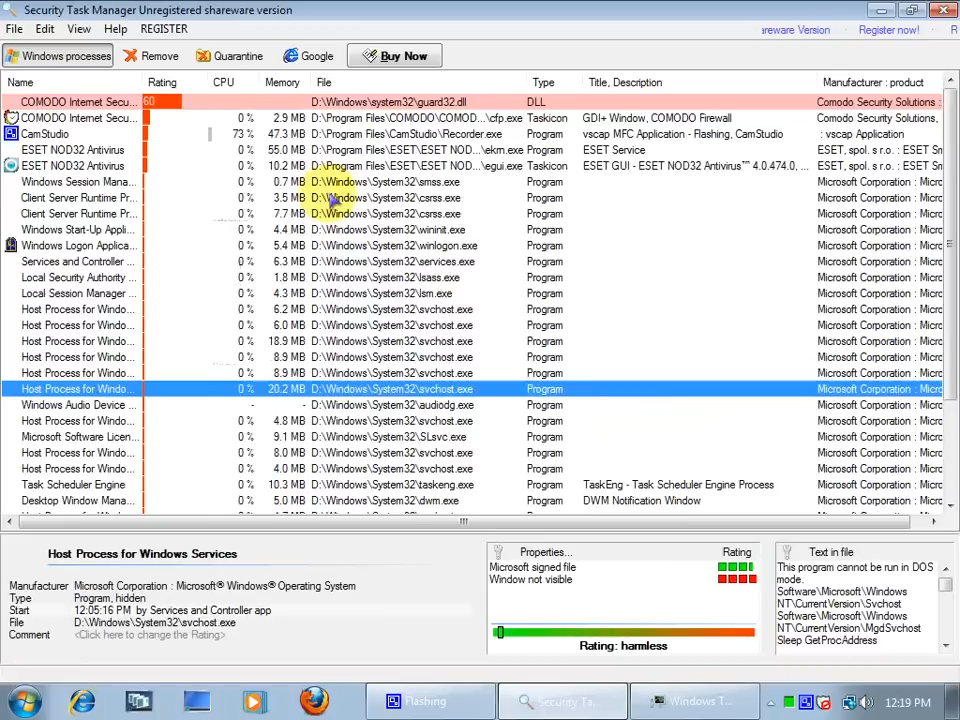 Security Task Manager Unregistered shareware version
File Edit View Help REGISTER
areware Version Register now! R
Windows processes Remove Quarantine Google Buy Now
Name Rating CPU Memory File Type Title, Description Manufacturer : product
COMODO Internet Secu... 60 D:\Windows\system32\guard32.dll DLL Comodo Security Solutions :
COMODO Internet Secu... 0 % 2.9 MB D:\Program Files\COMODO\COMO...\cfp.exe Taskicon GDI+ Window, COMODO Firewall Comodo Security Solutions,
CamStudio 73 % 47.3 MB D:\Program Files\CamStudio\Recorder.exe Program vscap MFC Application - Flashing, CamStudio : vscap Application
ESET NOD32 Antivirus 0 % 55.0 MB D:\Program Files\ESET\ESET NOD...\ekrn.exe Program ESET Service ESET, spol. s r.o. : ESET Sm
ESET NOD32 Antivirus 0 % 10.2 MB D:\Program Files\ESET\ESET NOD...\egui.exe Taskicon ESET GUI - ESET NOD32 Antivirus™ 4.0.474.0, ... ESET, spol. s r.o. : ESET Sm
Windows Session Mana... 0 % 0.7 MB D:\Windows\System32\smss.exe Program Microsoft Corporation : Micro
Client Server Runtime Pr... 0 % 3.5 MB D:\Windows\System32\csrss.exe Program Microsoft Corporation : Micro
Client Server Runtime Pr... 0 % 7.7 MB D:\Windows\System32\csrss.exe Program Microsoft Corporation : Micro
Windows Start-Up Appli... 0 % 4.4 MB D:\Windows\System32\wininit.exe Program Microsoft Corporation : Micro
Windows Logon Applica... 0 % 5.4 MB D:\Windows\System32\winlogon.exe Program Microsoft Corporation : Micro
Services and Controller ... 0 % 6.3 MB D:\Windows\System32\services.exe Program Microsoft Corporation : Micro
Local Security Authority ... 0 % 1.8 MB D:\Windows\System32\lsass.exe Program Microsoft Corporation : Micro
Local Session Manager ... 0 % 4.3 MB D:\Windows\System32\lsm.exe Program Microsoft Corporation : Micro
Host Process for Windo... 0 % 6.2 MB D:\Windows\System32\svchost.exe Program Microsoft Corporation : Micro
Host Process for Windo... 0 % 6.0 MB D:\Windows\System32\svchost.exe Program Microsoft Corporation : Micro
Host Process for Windo... 0 % 18.9 MB D:\Windows\System32\svchost.exe Program Microsoft Corporation : Micro
Host Process for Windo... 0 % 8.9 MB D:\Windows\System32\svchost.exe Program Microsoft Corporation : Micro
Host Process for Windo... 0 % 8.9 MB D:\Windows\System32\svchost.exe Program Microsoft Corporation : Micro
Host Process for Windo... 0 % 20.2 MB D:\Windows\System32\svchost.exe Program Microsoft Corporation : Micro
Windows Audio Device ... - - D:\Windows\System32\audiodg.exe Program Microsoft Corporation : Micro
Host Process for Windo... 0 % 4.8 MB D:\Windows\System32\svchost.exe Program Microsoft Corporation : Micro
Microsoft Software Licen... 0 % 9.1 MB D:\Windows\System32\SLsvc.exe Program Microsoft Corporation : Micro
Host Process for Windo... 0 % 8.0 MB D:\Windows\System32\svchost.exe Program Microsoft Corporation : Micro
Host Process for Windo... 0 % 4.0 MB D:\Windows\System32\svchost.exe Program Microsoft Corporation : Micro
Task Scheduler Engine 0 % 10.3 MB D:\Windows\System32\taskeng.exe Program TaskEng - Task Scheduler Engine Process Microsoft Corporation : Micro
Desktop Window Mana... 0 % 5.0 MB D:\Windows\System32\dwm.exe Program DWM Notification Window Microsoft Corporation : Micro
Host Process for Windows Services
Manufacturer Microsoft Corporation : Microsoft® Windows® Operating System
Type Program, hidden
Start 12:05:16 PM by Services and Controller app
File D:\Windows\System32\svchost.exe
Comment <Click here to change the Rating>
Properties... Rating
Microsoft signed file
Window not visible
Rating: harmless
Text in file
This program cannot be run in DOS
mode.
Software\Microsoft\Windows
NT\CurrentVersion\Svchost
Software\Microsoft\Windows
NT\CurrentVersion\MgdSvchost
Sleep GetProcAddress
Flashing Security Ta... Windows T... 12:19 PM